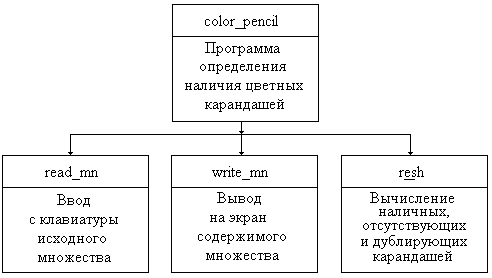 color_pencil
Программа
определения
наличия цветных
карандашей
read_mn
Ввод
с клавиатуры
исходного
множества
write_mn
Вывод
на экран
содержимого
множества
resh
Вычисление
наличных,
отсутствующих
и дублирующих
карандашей